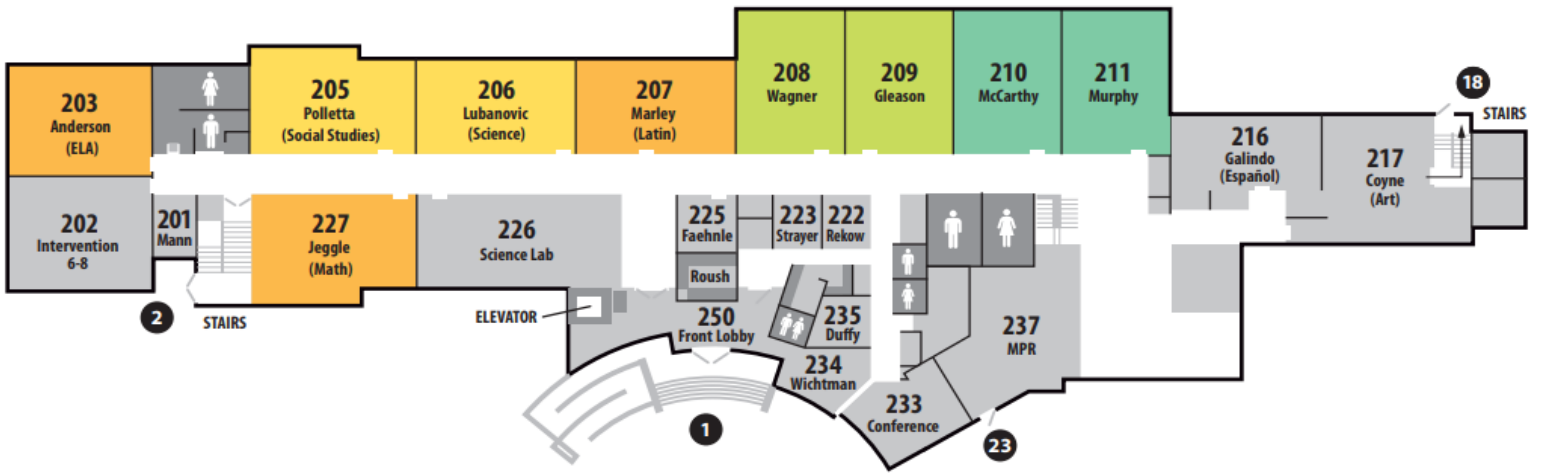 203
Anderson
(ELA)
205
Polletta
(Social Studies)
206
Lubanovic
(Science)
207
Marley
(Latin)
208
Wagner
209
Gleason
210
McCarthy
211
Murphy
18
STAIRS
216
Galindo
(Español)
217
Coyne
(Art)
202
Intervention
6-8
201
Mann
227
Jeggle
(Math)
226
Science Lab
225
Faehnle
223
Strayer
222
Rekow
Roush
2
STAIRS
ELEVATOR
250
Front Lobby
235
Duffy
234
Wichtman
237
MPR
233
Conference
1
23